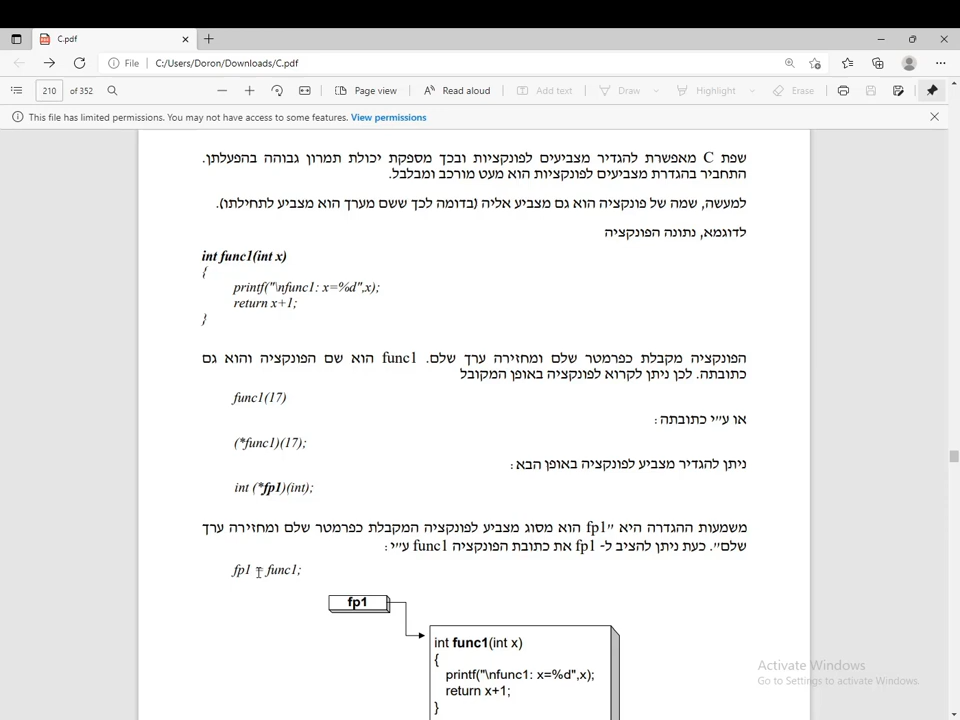 C.pdf
File C:/Users/Doron/Downloads/C.pdf
210 of 352 Page view Read aloud Add text Draw Highlight Erase
This file has limited permissions. You may not have access to some features. View permissions
שפת C מאפשרת להגדיר מצביעים לפונקציות ובכך מספקת יכולת תמרון גבוהה בהפעלתן.
התחביר בהגדרת מצביעים לפונקציות הוא מעט מורכב ומבלבל.
למעשה, שמה של פונקציה הוא גם מצביע אליה (בדומה לכך ששם מערך הוא מצביע לתחילתו).
לדוגמא, נתונה הפונקציה
int func1(int x)
{
printf("\nfunc1: x=%d",x);
return x+1;
}
הפונקציה מקבלת כפרמטר שלם ומחזירה ערך שלם. func1 הוא שם הפונקציה והוא גם
כתובתה. לכן ניתן לקרוא לפונקציה באופן המקובל
func1(17)
או ע״י כתובתה:
(*func1)(17);
ניתן להגדיר מצביע לפונקציה באופן הבא:
int (*fp1)(int);
משמעות ההגדרה היא ״fp1 הוא מסוג מצביע לפונקציה המקבלת כפרמטר שלם ומחזירה ערך
שלם״. כעת ניתן להציב ל- fp1 את כתובת הפונקציה func1 ע״י:
fp1 = func1;
fp1
int func1(int x)
{
printf("\nfunc1: x=%d",x);
return x+1;
}
Activate Windows
Go to Settings to activate Windows.